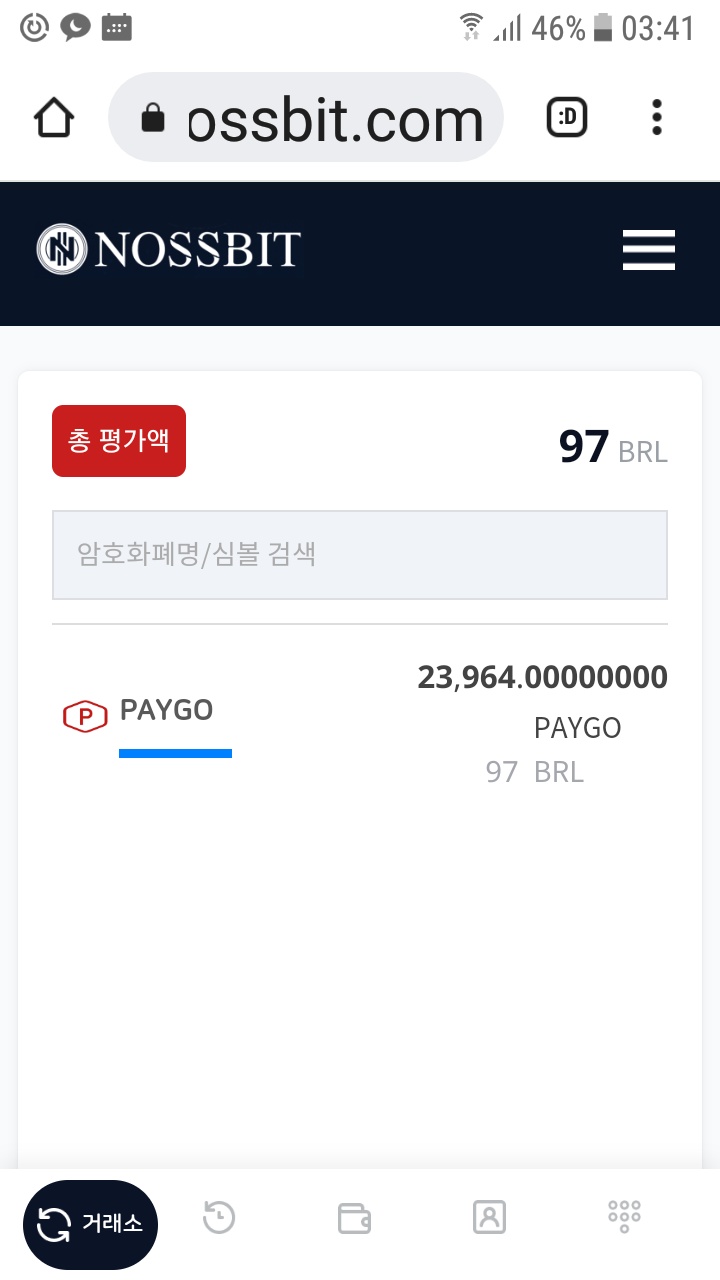 46% 03:41
ossbit.com :D
NOSSBIT
총 평가액 97 BRL
암호화폐명/심볼 검색
23,964.00000000
PAYGO
PAYGO
97 BRL
거래소